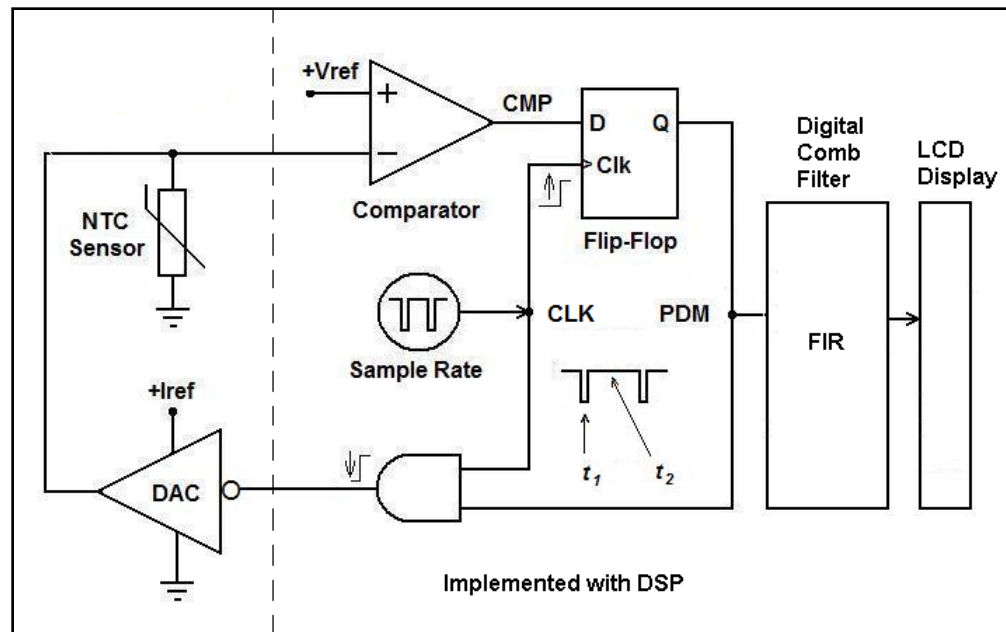 +Vref
CMP
D
Q
Clk
Comparator
Flip-Flop
Digital
Comb
Filter
LCD
Display
NTC
Sensor
CLK
PDM
FIR
Sample Rate
+Iref
t1
t2
DAC
Implemented with DSP